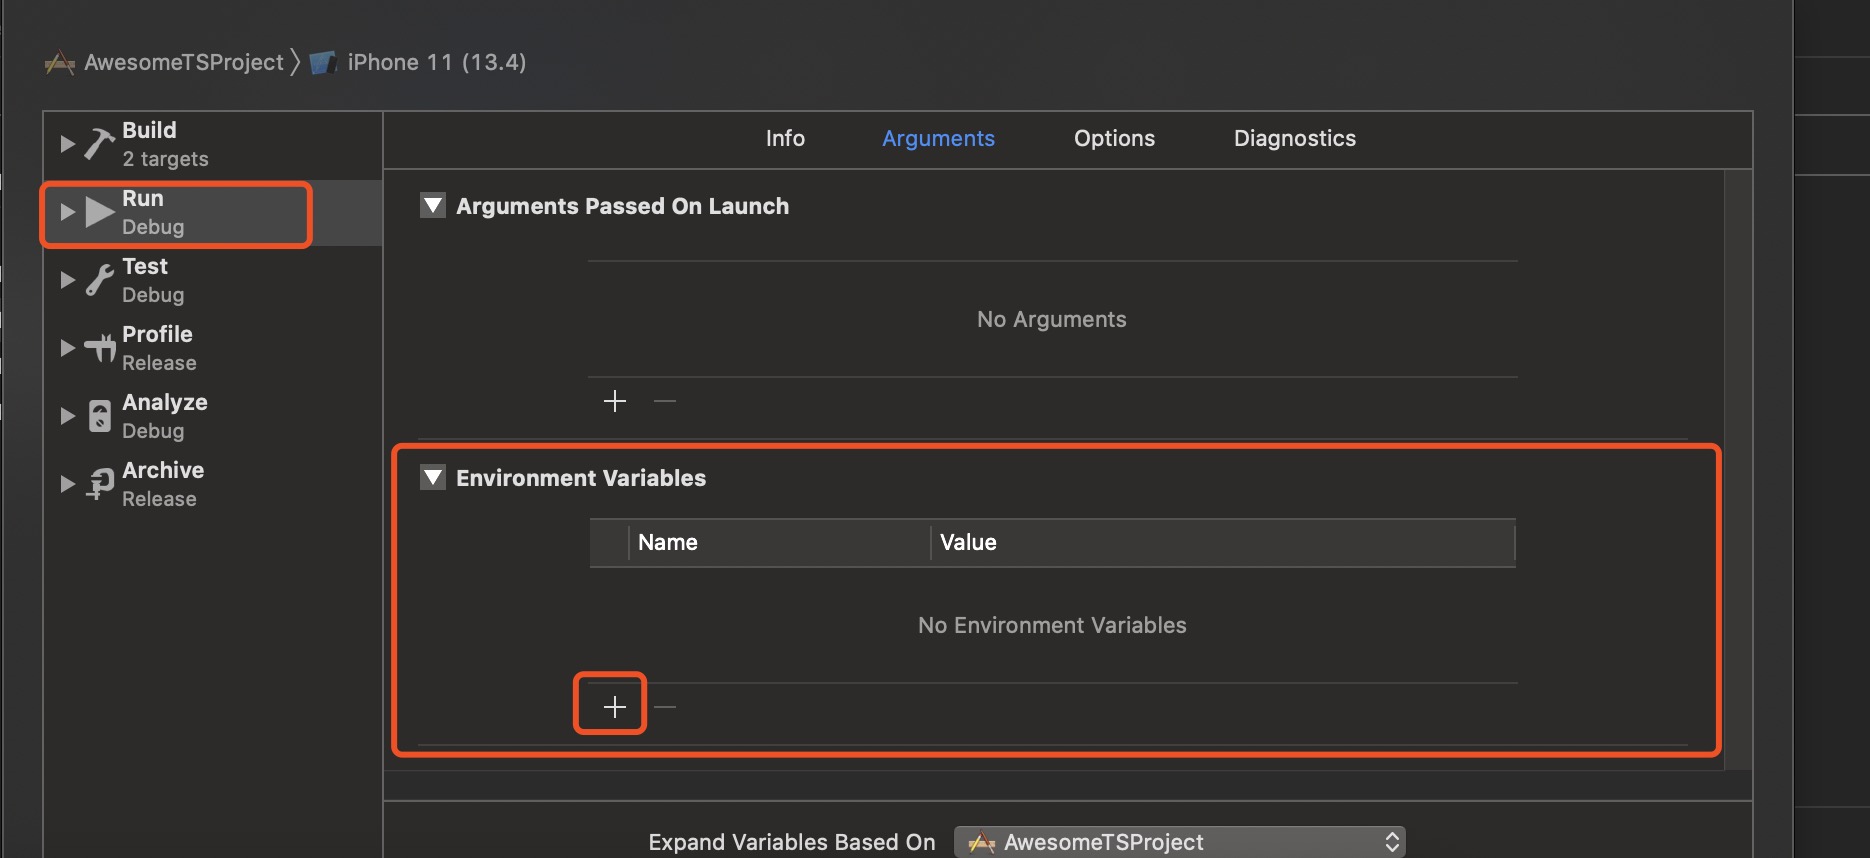 AwesomeTSProject
iPhone 11 (13.4)
Build
2 targets
Run
Debug
Test
Debug
Profile
Release
Analyze
Debug
Archive
Release
Info Arguments Options Diagnostics
Arguments Passed On Launch
No Arguments
Environment Variables
Name Value
No Environment Variables
Expand Variables Based On AwesomeTSProject